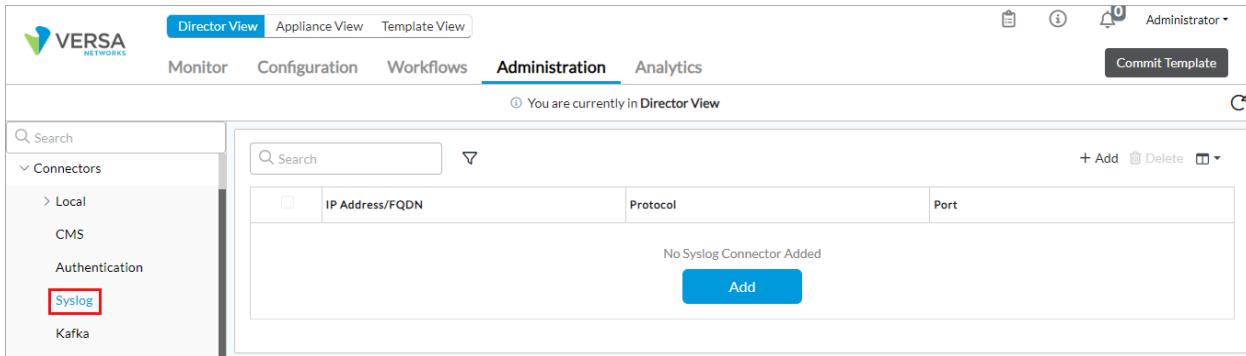 Director View Appliance View Template View
0
Administrator
VERSA
NETWORKS
Monitor Configuration Workflows Administration Analytics
Commit Template
You are currently in Director View
Search
Connectors
Local
CMS
Authentication
Syslog
Kafka
Search
+ Add Delete
IP Address/FQDN Protocol Port
No Syslog Connector Added
Add